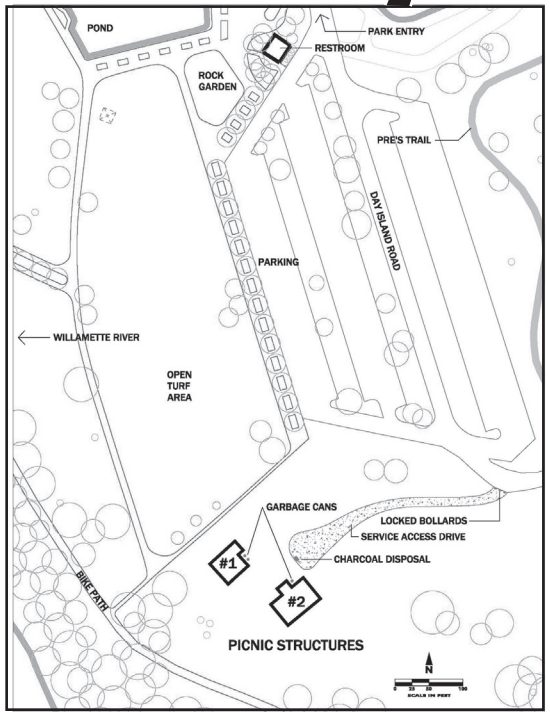 POND
PARK ENTRY
RESTROOM
ROCK
GARDEN
PRE'S TRAIL
DAY ISLAND ROAD
PARKING
WILLAMETTE RIVER
OPEN
TURF
AREA
GARBAGE CANS
LOCKED BOLLARDS
SERVICE ACCESS DRIVE
CHARCOAL DISPOSAL
#1
#2
BIKE PATH
PICNIC STRUCTURES
N
0 25 50 100
SCALE IN FEET